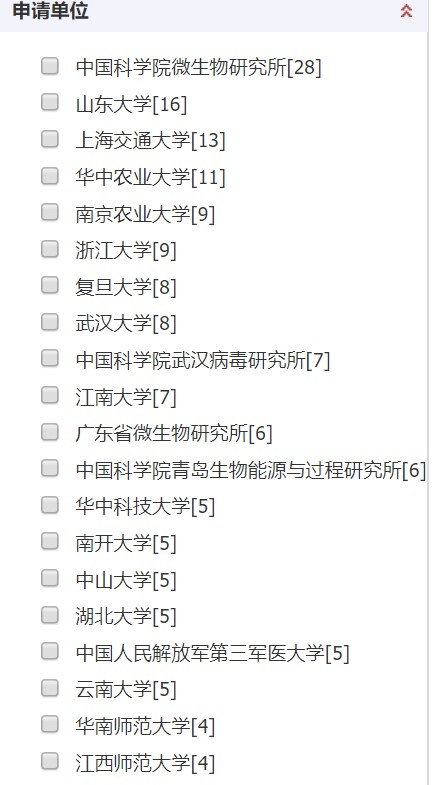 申请单位
中国科学院微生物研究所[28]
山东大学[16]
上海交通大学[13]
华中农业大学[11]
南京农业大学[9]
浙江大学[9]
复旦大学[8]
武汉大学[8]
中国科学院武汉病毒研究所[7]
江南大学[7]
广东省微生物研究所[6]
中国科学院青岛生物能源与过程研究所[6]
华中科技大学[5]
南开大学[5]
中山大学[5]
湖北大学[5]
中国人民解放军第三军医大学[5]
云南大学[5]
华南师范大学[4]
江西师范大学[4]